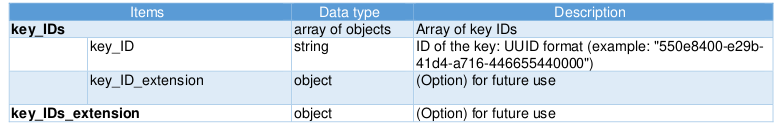 Items Data type Description
key_IDs array of objects Array of key IDs
key_ID string ID of the key: UUID format (example: "550e8400-e29b-
41d4-a716-446655440000")
key_ID_extension object (Option) for future use
key_IDs_extension object (Option) for future use